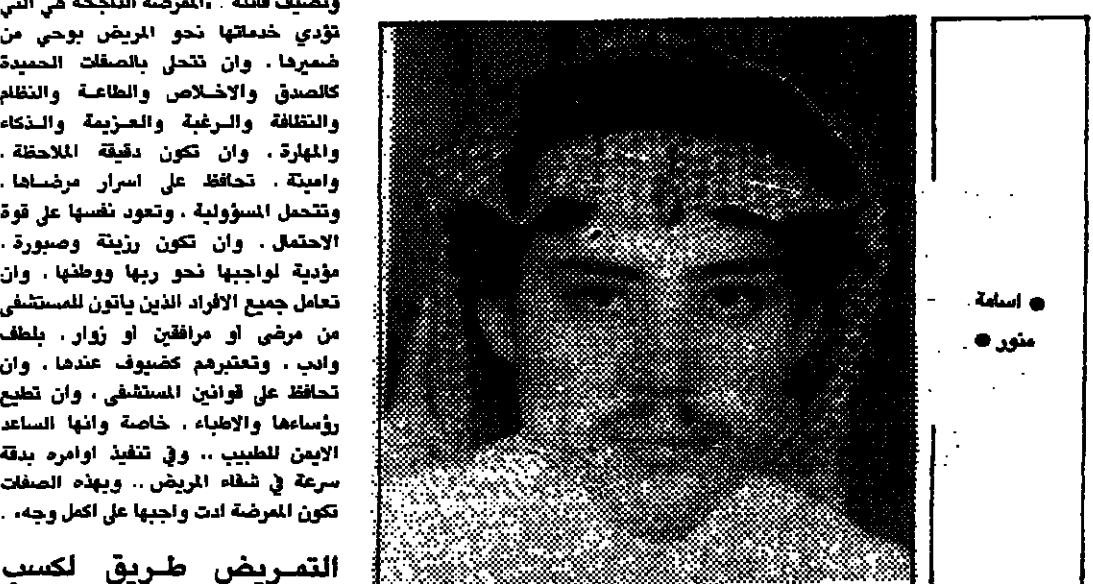 وتضيف قائلة . «الممرضة الناجحة هي التي
تؤدي خدماتها نحو المريض بوحي من
ضميرها . وان تتحلى بالصفات الحميدة
كالصدق والاخلاص والطاعة والنظام
والنظافة والرغبة والعزيمة والذكاء
والمهارة . وان تكون دقيقة الملاحظة .
وامينة . تحافظ على اسرار مرضاها .
وتتحمل المسؤولية . وتعود نفسها على قوة
الاحتمال . وان تكون رزينة وصبورة .
مؤدية لواجبها نحو ربها ووطنها . وان
تعامل جميع الافراد الذين ياتون للمستشفى
من مرضى أو مرافقين أو زوار . بلطف
وادب . وتعتبرهم كضيوف عندها . وان
تحافظ على قوانين المستشفى . وان تطيع
رؤساءها والاطباء . خاصة وانها الساعد
الايمن للطبيب .. وفي تنفيذ اوامره بدقة
سرعة في شفاء المريض .. وبهذه الصفات
تكون الممرضة ادت واجبها على اكمل وجه» .
التمريض طريق لكسب
● اسامة
منور ●